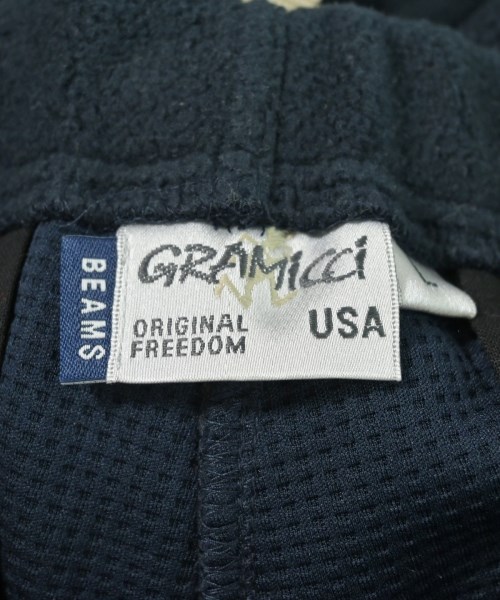 BEAMS
GRAMiCCi
ORIGINAL
FREEDOM
USA
L